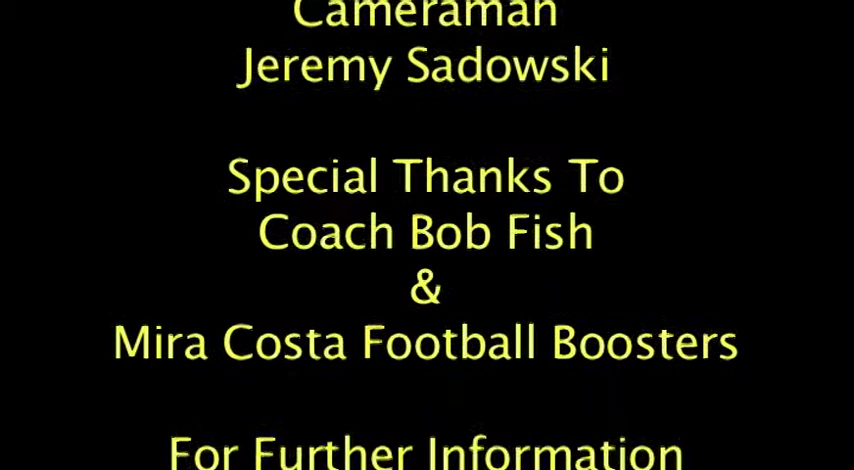 Cameraman
Jeremy Sadowski
Special Thanks To
Coach Bob Fish
&
Mira Costa Football Boosters
For Further Information